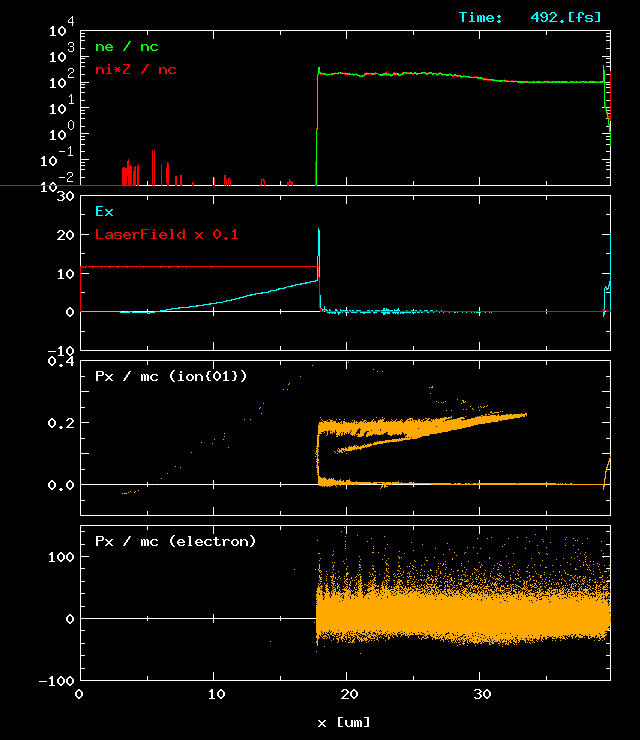 Time: 492.[fs]
10^4
10^3
10^2
10^1
10^0
10^-1
10^-2
ne / nc
ni*Z / nc
30
20
10
0
-10
Ex
LaserField x 0.1
0.4
0.2
0.0
Px / mc (ion{01})
100
0
-100
Px / mc (electron)
0 10 20 30
x [um]